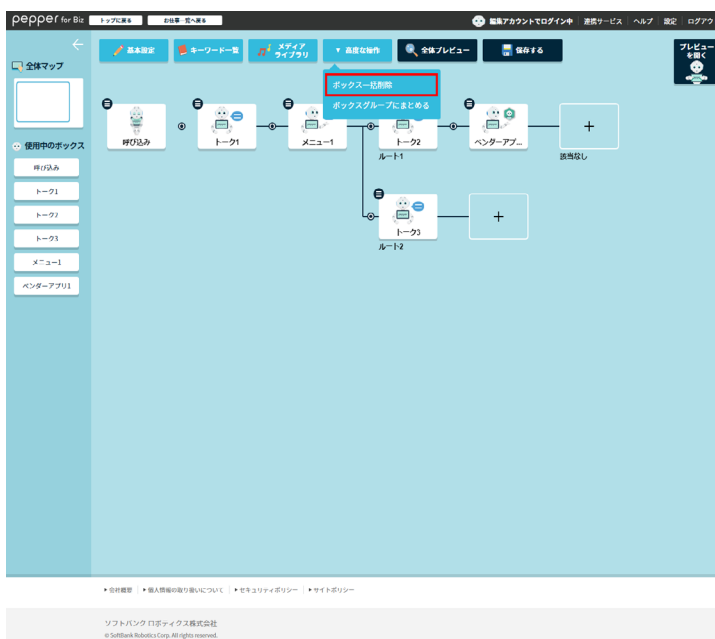 pepper for Biz
トップに戻る
お仕事一覧へ戻る
編集アカウントでログイン中
連携サービス
ヘルプ
設定
ログアウ
全体マップ
基本設定
キーワード一覧
メディア
ライブラリ
▼ 高度な操作
全体プレビュー
保存する
プレビュー
を開く
ボックス一括削除
ボックスグループにまとめる
使用中のボックス
呼び込み
トーク1
トーク2
トーク3
メニュー1
ベンダーアプリ1
呼び込み
トーク1
メニュー1
トーク2
ベンダーアプ...
+
ルート1
該当なし
トーク3
+
ルート2
▸会社概要
▸個人情報の取り扱いについて
▸セキュリティポリシー
▸サイトポリシー
ソフトバンク ロボティクス株式会社
© SoftBank Robotics Corp. All rights reserved.